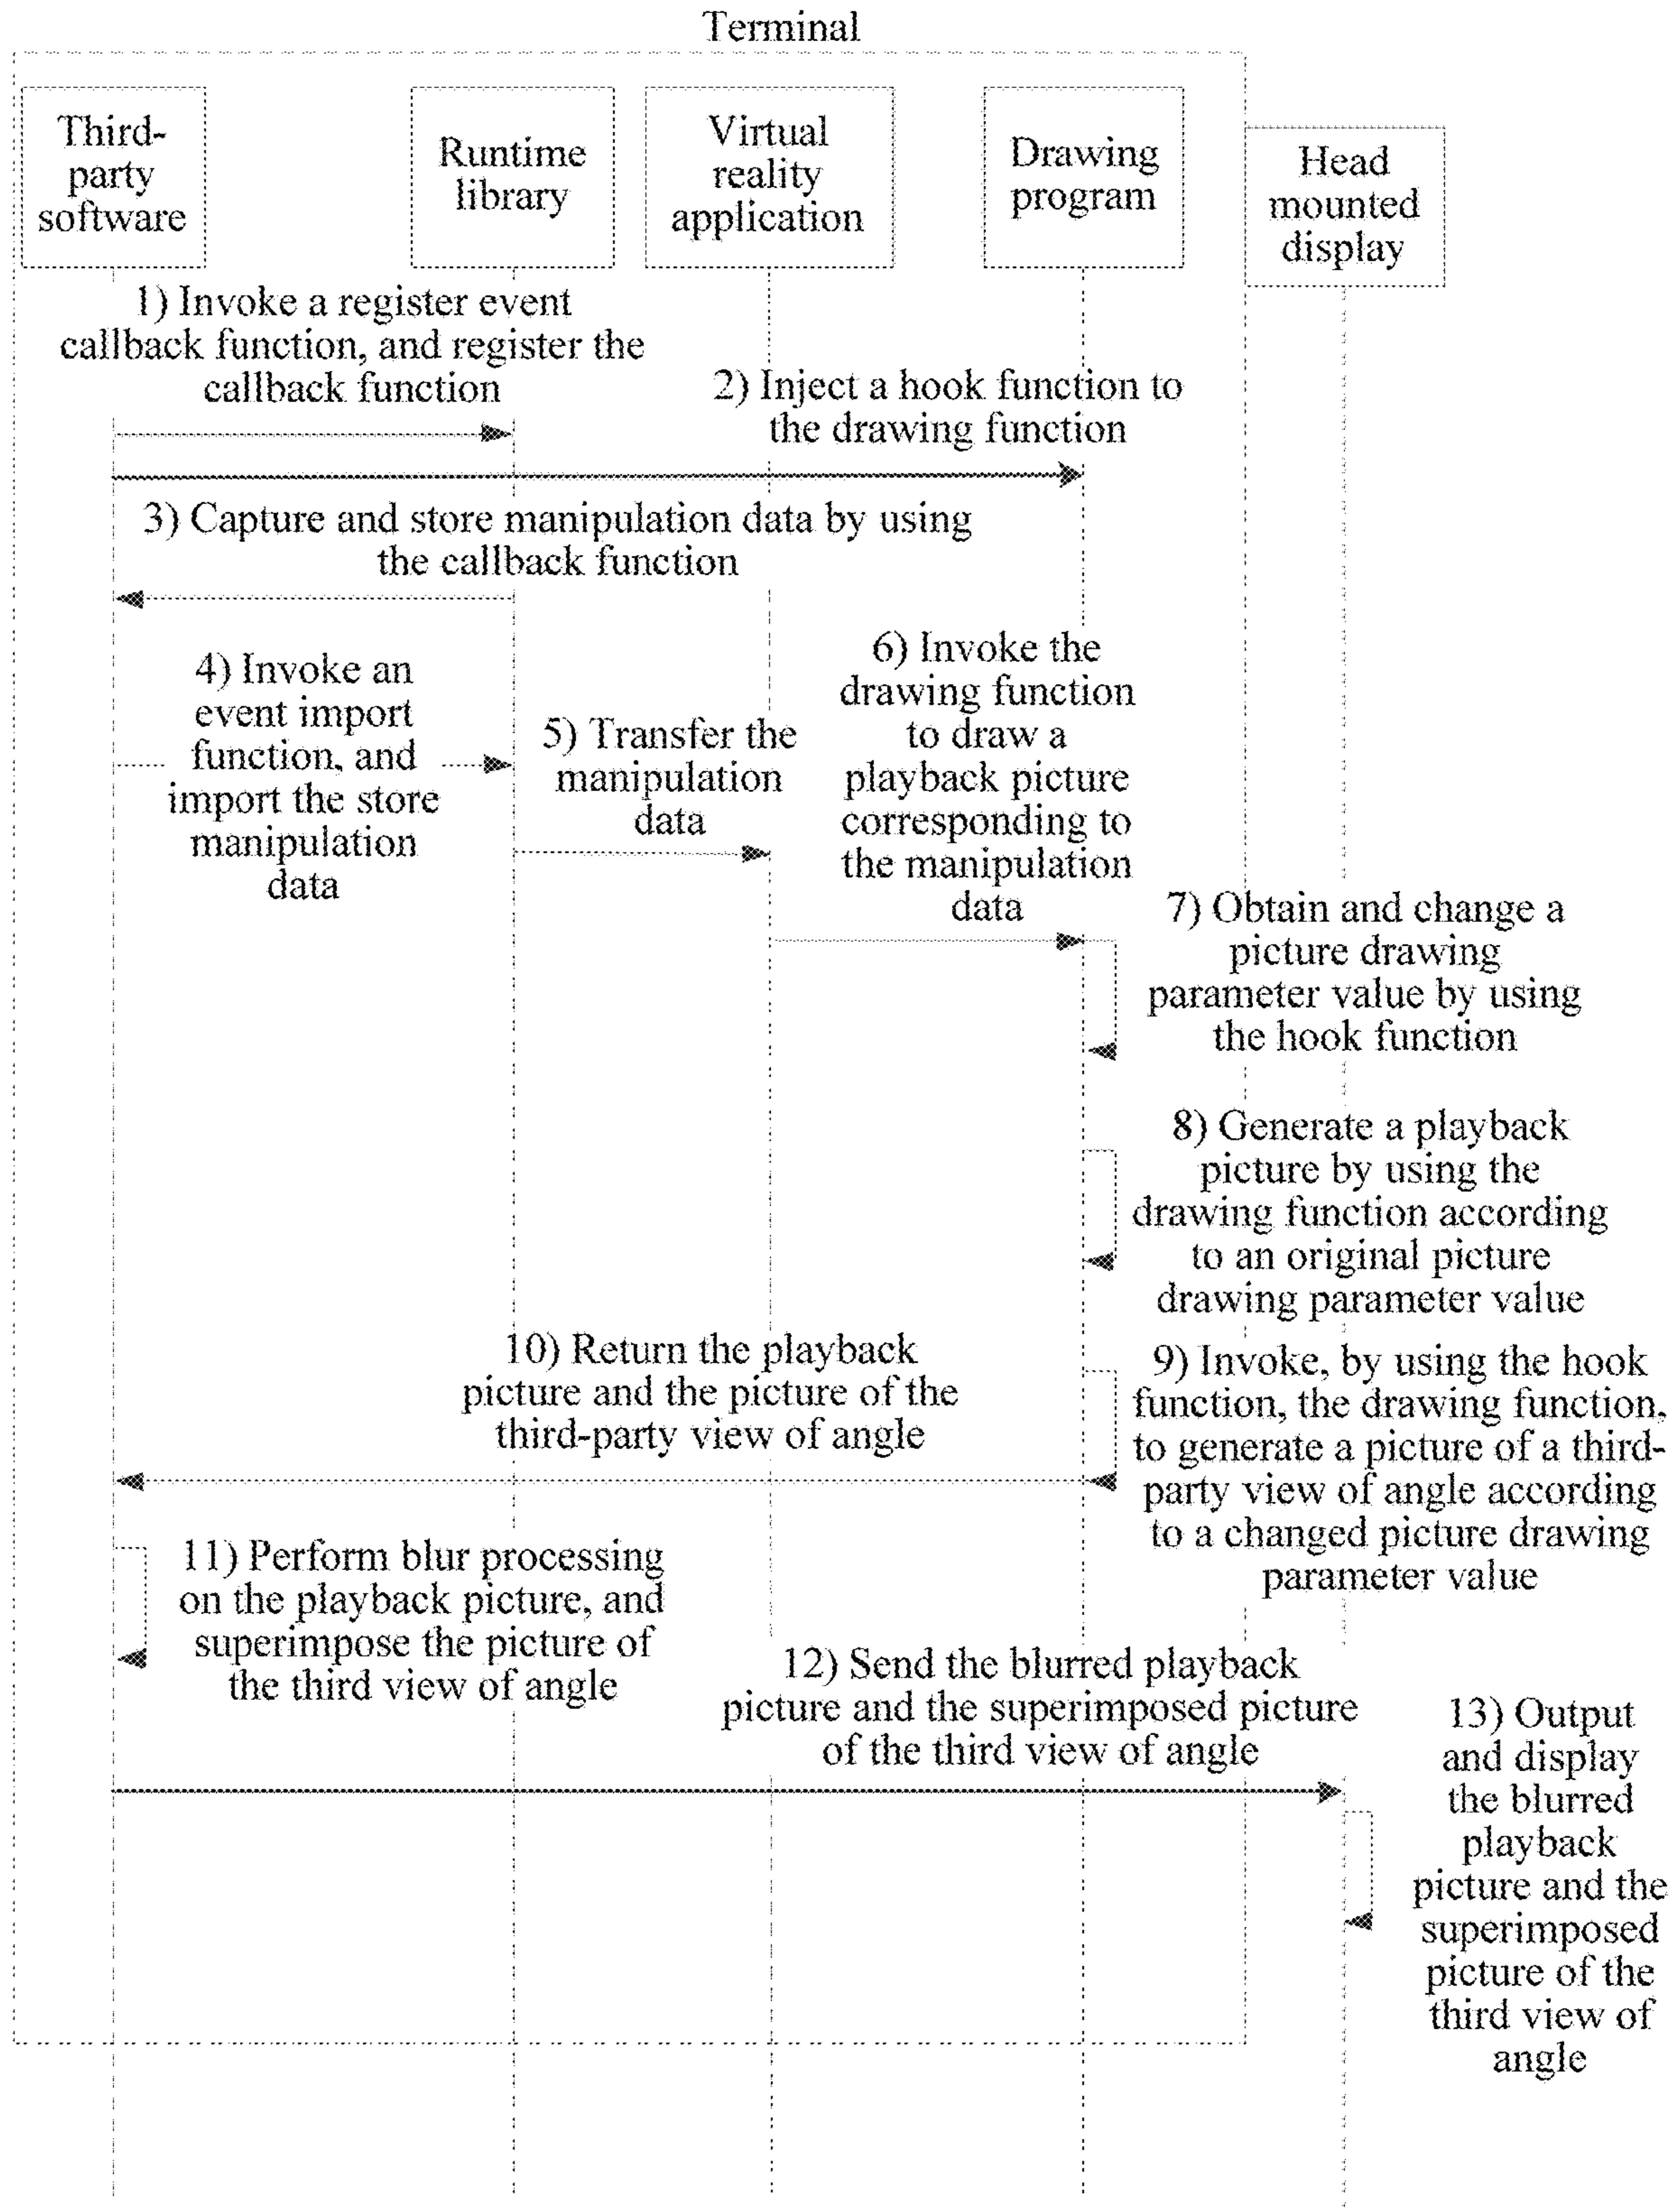 Terminal
Third-
party
software
Runtime
library
Virtual
reality
application
Drawing
program
Head
mounted
display
1) Invoke a register event
callback function, and register the
callback function
2) Inject a hook function to
the drawing function
3) Capture and store manipulation data by using
the callback function
4) Invoke an
event import
function, and
import the store
manipulation
data
5) Transfer the
manipulation
data
6) Invoke the
drawing function
to draw a
playback picture
corresponding to
the manipulation
data
7) Obtain and change a
picture drawing
parameter value by using
the hook function
8) Generate a playback
picture by using the
drawing function according
to an original picture
drawing parameter value
9) Invoke, by using the hook
function, the drawing function,
to generate a picture of a third-
party view of angle according
to a changed picture drawing
parameter value
10) Return the playback
picture and the picture of the
third-party view of angle
11) Perform blur processing
on the playback picture, and
superimpose the picture of
the third view of angle
12) Send the blurred playback
picture and the superimposed picture
of the third view of angle
13) Output
and display
the blurred
playback
picture and the
superimposed
picture of the
third view of
angle